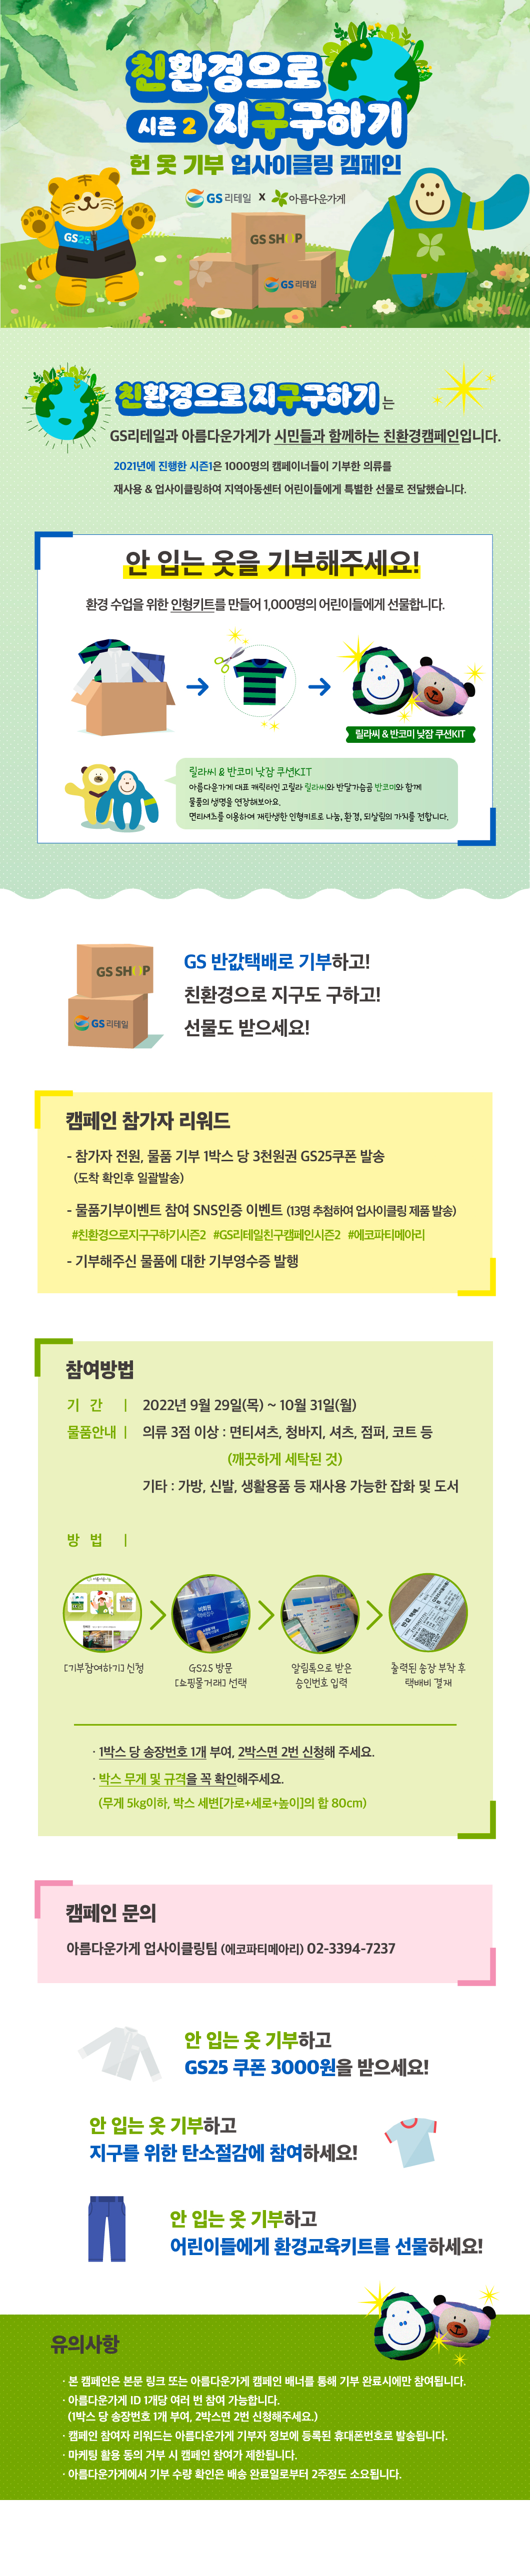 친환경으로
시즌 2 지구구하기
헌 옷 기부 업사이클링 캠페인
GS리테일 X 아름다운가게
GS25
GS SHOP
GS리테일
친환경으로 지구구하기는
GS리테일과 아름다운가게가 시민들과 함께하는 친환경캠페인입니다.
2021년에 진행한 시즌1은 1000명의 캠페이너들이 기부한 의류를
재사용 & 업사이클링하여 지역아동센터 어린이들에게 특별한 선물로 전달했습니다.
안 입는 옷을 기부해주세요!
환경 수업을 위한 인형키트를 만들어 1,000명의 어린이들에게 선물합니다.
릴라씨 & 반코미 낮잠 쿠션KIT
릴라씨 & 반코미 낮잠 쿠션KIT
아름다운가게 대표 캐릭터인 고릴라 릴라씨와 반달가슴곰 반코미와 함께
물품의 생명을 연장해보아요.
면티셔츠를 이용하여 재탄생한 인형키트로 나눔, 환경, 되살림의 가치를 전합니다.
GS SHOP
GS리테일
GS 반값택배로 기부하고!
친환경으로 지구도 구하고!
선물도 받으세요!
캠페인 참가자 리워드
- 참가자 전원, 물품 기부 1박스 당 3천원권 GS25쿠폰 발송
(도착 확인후 일괄발송)
- 물품기부이벤트 참여 SNS인증 이벤트 (13명 추첨하여 업사이클링 제품 발송)
#친환경으로지구구하기시즌2 #GS리테일친구캠페인시즌2 #에코파티메아리
- 기부해주신 물품에 대한 기부영수증 발행
참여방법
기 간 | 2022년 9월 29일(목) ~ 10월 31일(월)
물품안내 | 의류 3점 이상 : 면티셔츠, 청바지, 셔츠, 점퍼, 코트 등
(깨끗하게 세탁된 것)
기타 : 가방, 신발, 생활용품 등 재사용 가능한 잡화 및 도서
방 법 |
[기부참여하기] 신청
GS25 방문
[쇼핑몰거래] 선택
알림톡으로 받은
승인번호 입력
출력된 송장 부착 후
택배비 결재
· 1박스 당 송장번호 1개 부여, 2박스면 2번 신청해 주세요.
· 박스 무게 및 규격을 꼭 확인해주세요.
(무게 5kg이하, 박스 세변[가로+세로+높이]의 합 80cm)
캠페인 문의
아름다운가게 업사이클링팀 (에코파티메아리) 02-3394-7237
안 입는 옷 기부하고
GS25 쿠폰 3000원을 받으세요!
안 입는 옷 기부하고
지구를 위한 탄소절감에 참여하세요!
안 입는 옷 기부하고
어린이들에게 환경교육키트를 선물하세요!
유의사항
· 본 캠페인은 본문 링크 또는 아름다운가게 캠페인 배너를 통해 기부 완료시에만 참여됩니다.
· 아름다운가게 ID 1개당 여러 번 참여 가능합니다.
(1박스 당 송장번호 1개 부여, 2박스면 2번 신청해주세요.)
· 캠페인 참여자 리워드는 아름다운가게 기부자 정보에 등록된 휴대폰번호로 발송됩니다.
· 마케팅 활용 동의 거부 시 캠페인 참여가 제한됩니다.
· 아름다운가게에서 기부 수량 확인은 배송 완료일로부터 2주정도 소요됩니다.